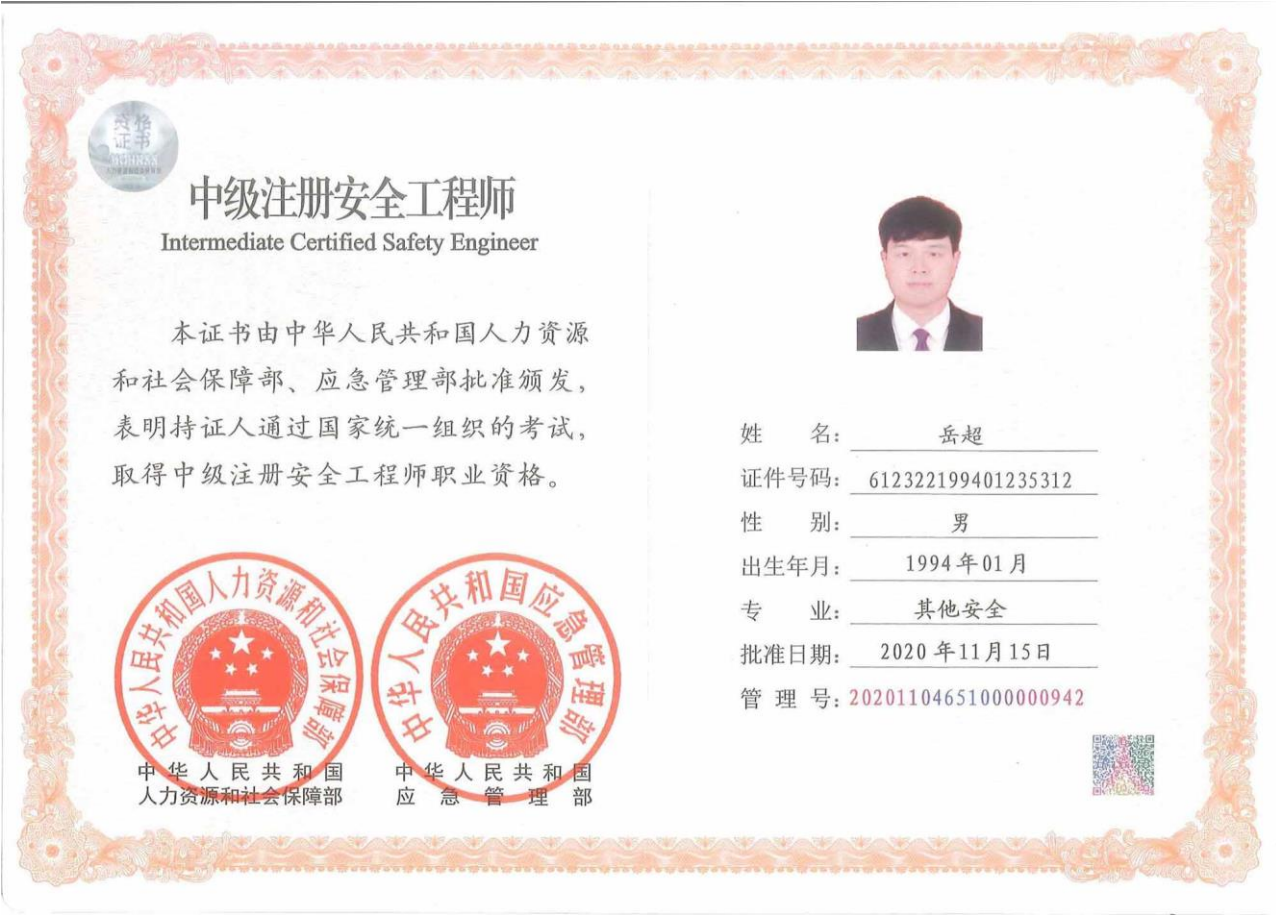 资格
证书
中级注册安全工程师
Intermediate Certified Safety Engineer
本证书由中华人民共和国人力资源
和社会保障部、应急管理部批准颁发，
表明持证人通过国家统一组织的考试，
取得中级注册安全工程师职业资格。
中华人民共和国人力资源和社会保障部
中华人民共和国应急管理部
中华人民共和国
人力资源和社会保障部
中华人民共和国
应急管理部
姓名：岳超
证件号码：612322199401235312
性别：男
出生年月：1994年01月
专业：其他安全
批准日期：2020年11月15日
管理号：20201104651000000942